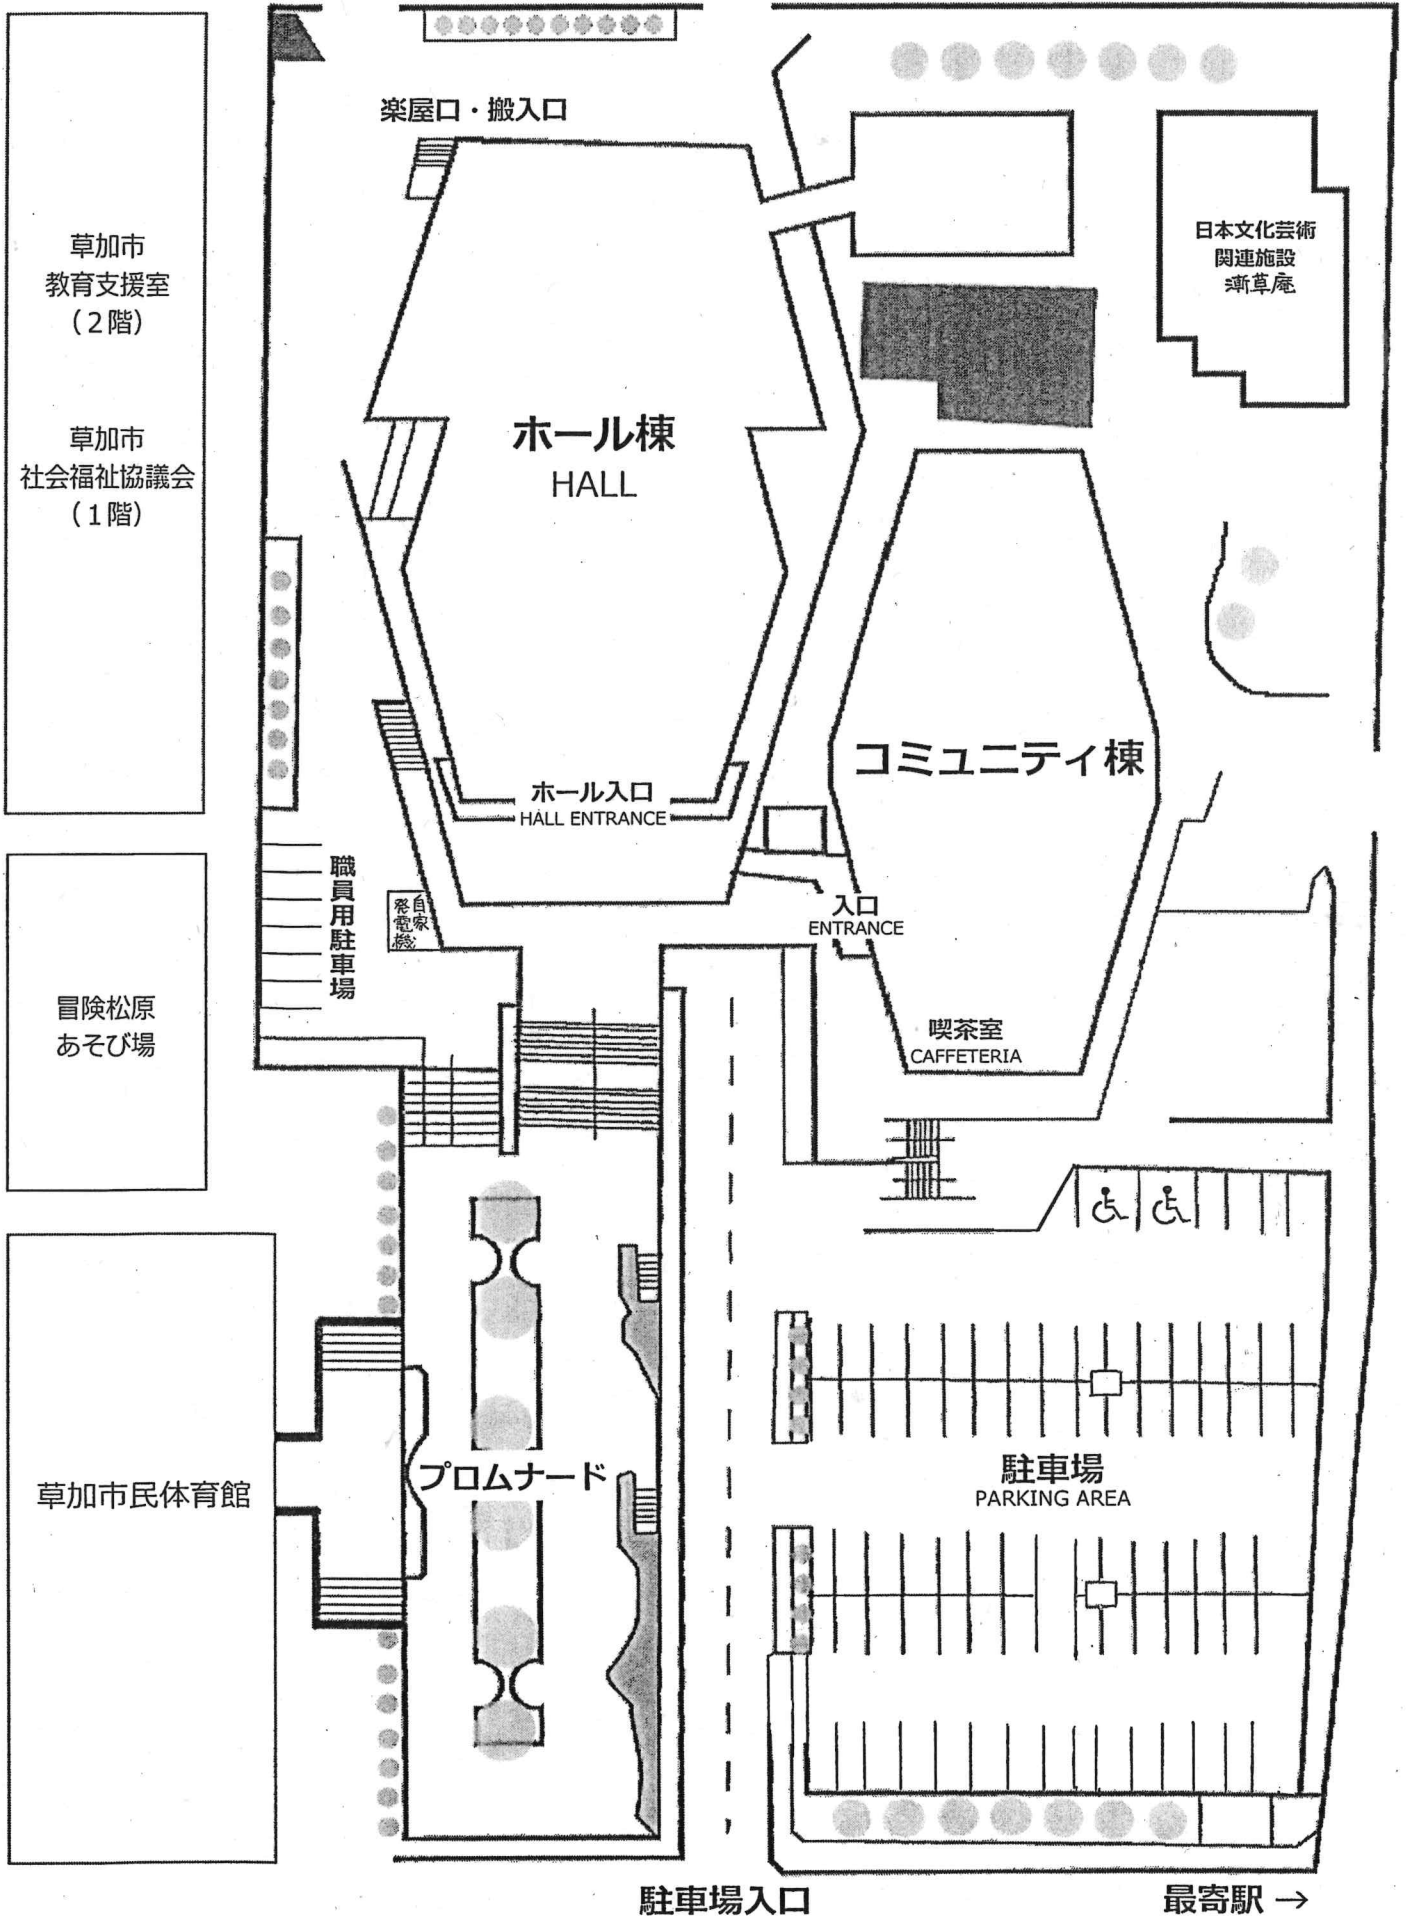 楽屋口・搬入口
草加市
教育支援室
（2階）
草加市
社会福祉協議会
（1階）
日本文化芸術
関連施設
漸草庵
ホール棟
HALL
コミュニティ棟
ホール入口
HALL ENTRANCE
職員用駐車場
自家
発電機
入口
ENTRANCE
冒険松原
あそび場
喫茶室
CAFFETERIA
草加市民体育館
プロムナード
駐車場
PARKING AREA
駐車場入口
最寄駅 →